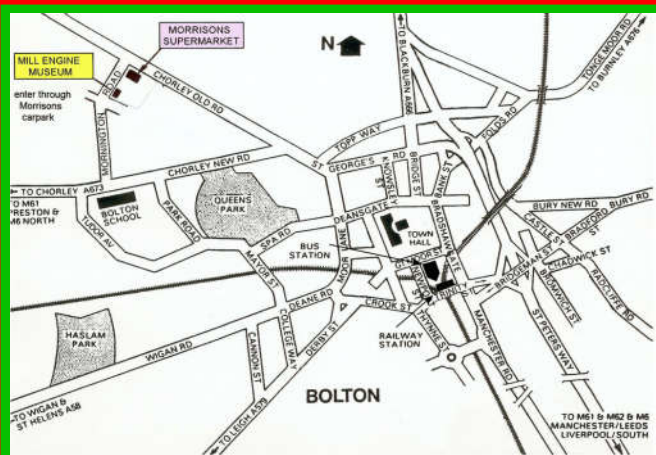 MORRISONS
SUPERMARKET
MILL ENGINE
MUSEUM
enter through
Morrisons
carpark
N
ROAD
MORNINGTON
CHORLEY OLD RD
TO BLACKBURN A666
TONGE MOOR RD
TO BURNLEY A676
TOPP WAY
FOLDS RD
CHORLEY NEW RD
ST GEORGE'S RD
KNOWSLEY ST
BRIDGE ST
BANK ST
TO CHORLEY A673
TO M61
PRESTON &
M6 NORTH
BOLTON
SCHOOL
QUEENS
PARK
PARK ROAD
TUDOR AV
SPA RD
DEANSGATE
BRADSHAWGATE
BURY NEW RD
BURY RD
CASTLE ST
BRADFORD ST
TOWN
HALL
BUS
STATION
MOOR LANE
MAYOR ST
BRIDGEMAN ST
CHADWICK ST
RADCLIFFE RD
BROMWICH ST
TRINITY ST
DEANE RD
CROOK ST
COLLEGE WAY
DERBY ST
CANNON ST
RAILWAY
STATION
THYNNE ST
MANCHESTER RD
ST PETERS WAY
HASLAM
PARK
WIGAN RD
BOLTON
TO WIGAN &
ST HELENS A58
TO LEIGH A579
TO M61 & M62 & M6
MANCHESTER/LEEDS
LIVERPOOL/SOUTH